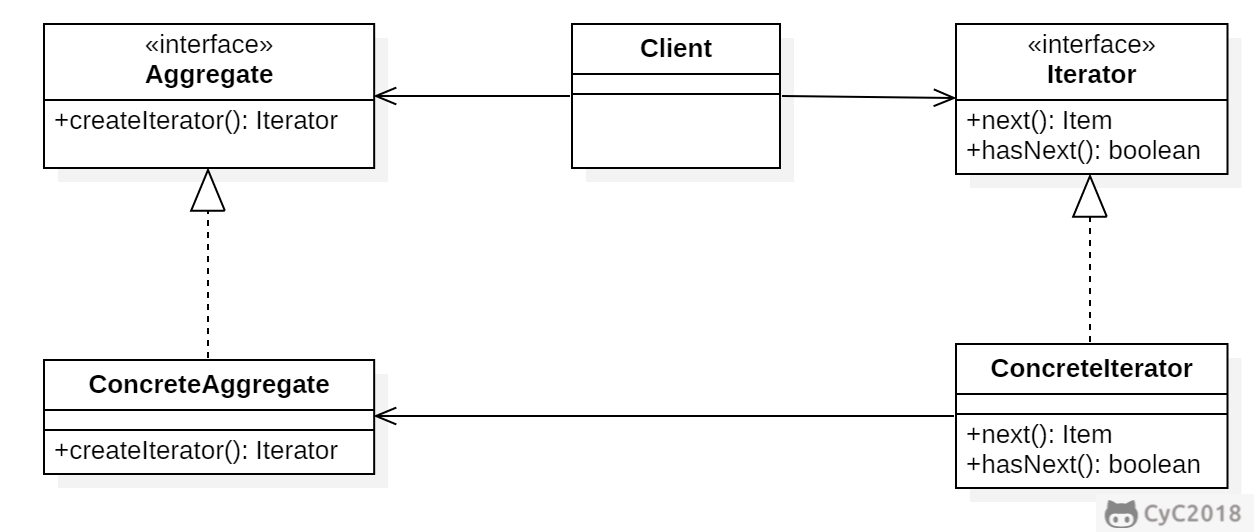 «interface»
Aggregate
+createIterator(): Iterator
Client
«interface»
Iterator
+next(): Item
+hasNext(): boolean
ConcreteAggregate
+createIterator(): Iterator
ConcreteIterator
+next(): Item
+hasNext(): boolean
CyC2018